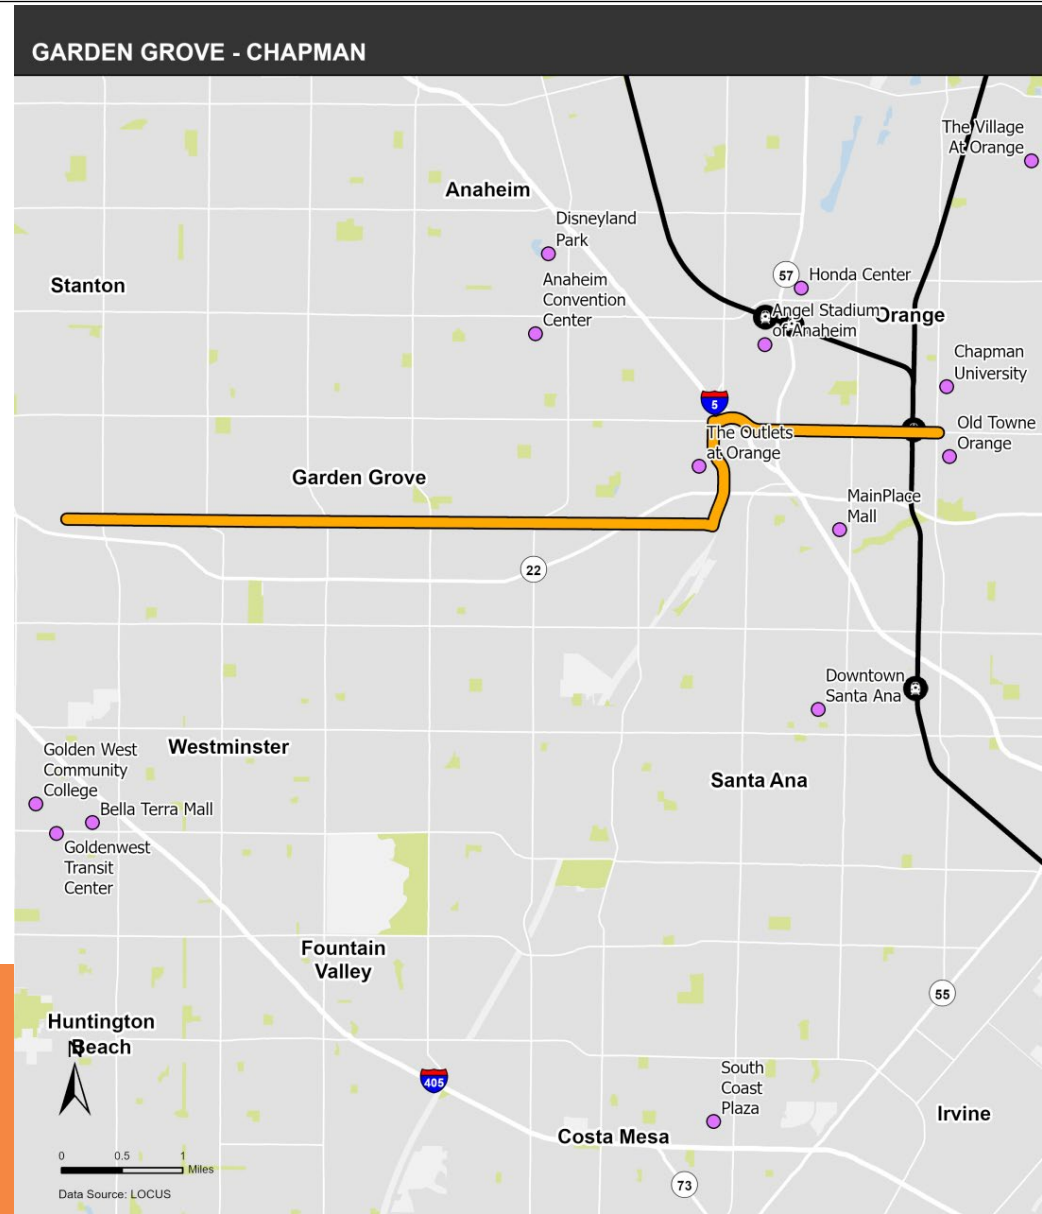 GARDEN GROVE - CHAPMAN
The Village
At Orange
Anaheim
Disneyland
Park
57
Honda Center
Anaheim
Convention
Center
Stanton
Angel Stadium
of Anaheim
Orange
Chapman
University
5
The Outlets
at Orange
Old Towne
Orange
Garden Grove
MainPlace
Mall
22
Downtown
Santa Ana
Westminster
Golden West
Community
College
Santa Ana
Bella Terra Mall
Goldenwest
Transit
Center
Fountain
Valley
55
Huntington
Beach
N
405
South
Coast
Plaza
Irvine
Costa Mesa
0 0.5 1
Miles
73
Data Source: LOCUS